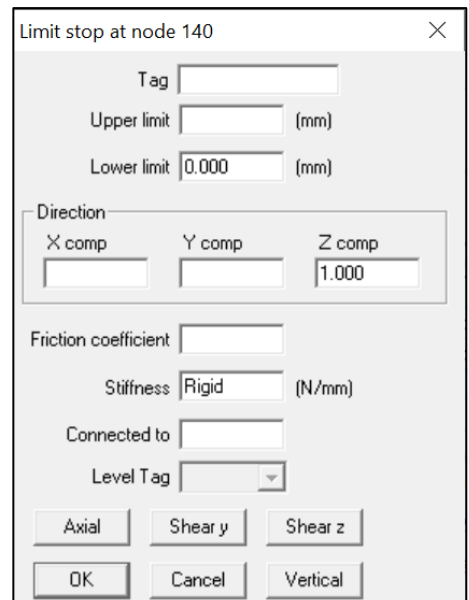 Limit stop at node 140
Tag
Upper limit (mm)
Lower limit 0.000 (mm)
Direction
X comp Y comp Z comp
1.000
Friction coefficient
Stiffness Rigid (N/mm)
Connected to
Level Tag
Axial Shear y Shear z
OK Cancel Vertical